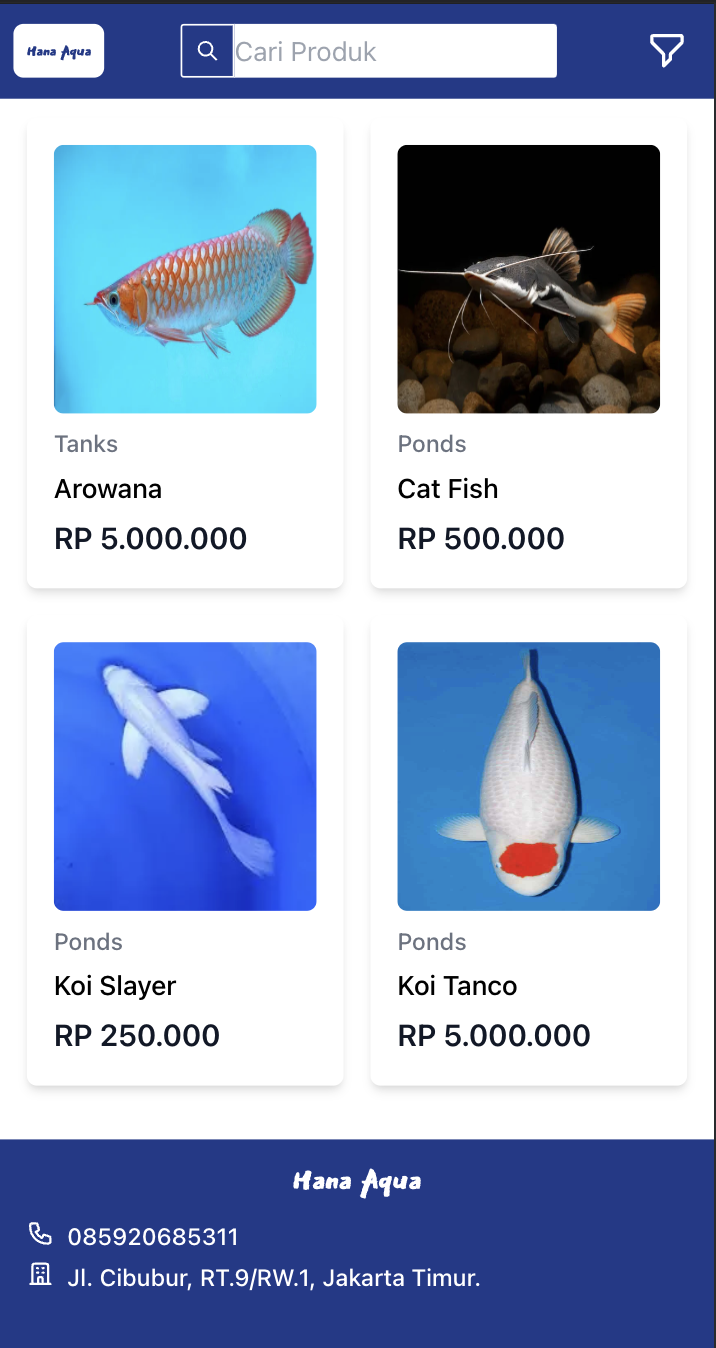 Hana Aqua
Cari Produk
Tanks
Arowana
RP 5.000.000
Ponds
Cat Fish
RP 500.000
Ponds
Koi Slayer
RP 250.000
Ponds
Koi Tanco
RP 5.000.000
Hana Aqua
085920685311
Jl. Cibubur, RT.9/RW.1, Jakarta Timur.